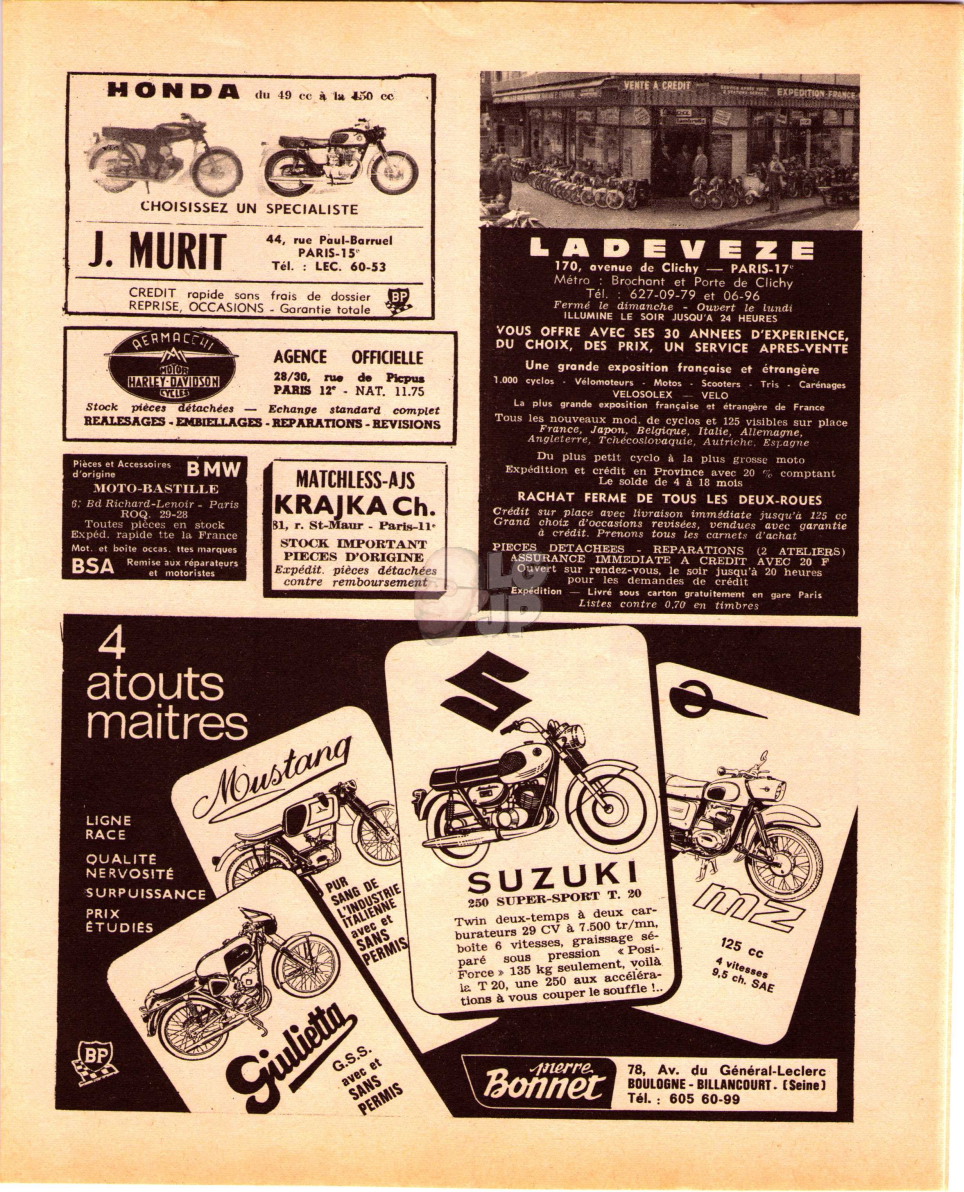 HONDA du 49 cc à la 450 cc
CHOISISSEZ UN SPECIALISTE
J. MURIT
44, rue Paul-Barruel
PARIS-15e
Tél. : LEC. 60-53
CREDIT rapide sans frais de dossier
REPRISE, OCCASIONS - Garantie totale
BP
AERMACCHI
MOTOR
HARLEY-DAVIDSON
CYCLES
AGENCE OFFICIELLE
28/30, rue de Picpus
PARIS 12e - NAT. 11.75
Stock pièces détachées — Echange standard complet
REALESAGES - EMBIELLAGES - REPARATIONS - REVISIONS
Pièces et Accessoires
d'origine BMW
MOTO-BASTILLE
6, Bd Richard-Lenoir - Paris
ROQ. 29-28
Toutes pièces en stock
Expéd. rapide tte la France
Mot. et boîte occas. ttes marques
BSA Remise aux réparateurs
et motoristes
MATCHLESS-AJS
KRAJKA Ch.
81, r. St-Maur - Paris-11e
STOCK IMPORTANT
PIECES D'ORIGINE
Expédit. pièces détachées
contre remboursement
VENTE A CREDIT
EXPEDITION FRANCE
LADEVEZE
170, avenue de Clichy — PARIS-17e
Métro : Brochant et Porte de Clichy
Tél. : 627-09-79 et 06-96
Fermé le dimanche - Ouvert le lundi
ILLUMINE LE SOIR JUSQU'A 24 HEURES
VOUS OFFRE AVEC SES 30 ANNEES D'EXPERIENCE,
DU CHOIX, DES PRIX, UN SERVICE APRES-VENTE
Une grande exposition française et étrangère
1.000 cyclos - Vélomoteurs - Motos - Scooters - Tris - Carénages
VELOSOLEX — VELO
La plus grande exposition française et étrangère de France
Tous les nouveaux mod. de cyclos et 125 visibles sur place
France, Japon, Belgique, Italie, Allemagne,
Angleterre, Tchécoslovaquie, Autriche, Espagne
Du plus petit cyclo à la plus grosse moto
Expédition et crédit en Province avec 20 % comptant
Le solde de 4 à 18 mois
RACHAT FERME DE TOUS LES DEUX-ROUES
Crédit sur place avec livraison immédiate jusqu'à 125 cc
Grand choix d'occasions revisées, vendues avec garantie
à crédit. Prenons tous les carnets d'achat
PIECES DETACHEES - REPARATIONS (2 ATELIERS)
ASSURANCE IMMEDIATE A CREDIT AVEC 20 F
Ouvert sur rendez-vous, le soir jusqu'à 20 heures
pour les demandes de crédit
Expédition — Livré sous carton gratuitement en gare Paris
Listes contre 0,70 en timbres
LG
JP
4
atouts
maitres
LIGNE
RACE
QUALITÉ
NERVOSITÉ
SURPUISSANCE
PRIX
ÉTUDIÉS
Mustang
PUR
SANG DE
L'INDUSTRIE
ITALIENNE
avec et
SANS
PERMIS
SUZUKI
250 SUPER-SPORT T. 20
Twin deux-temps à deux car-
burateurs 29 CV à 7.500 tr/mn,
boîte 6 vitesses, graissage sé-
paré sous pression « Posi-
Force » 135 kg seulement, voilà
la T 20, une 250 aux accéléra-
tions à vous couper le souffle !..
MZ
125 cc
4 vitesses
9,5 ch. SAE
Giulietta
G.S.S.
avec et
SANS
PERMIS
BP
pierre
Bonnet
78, Av. du Général-Leclerc
BOULOGNE - BILLANCOURT. (Seine)
Tél. : 605 60-99